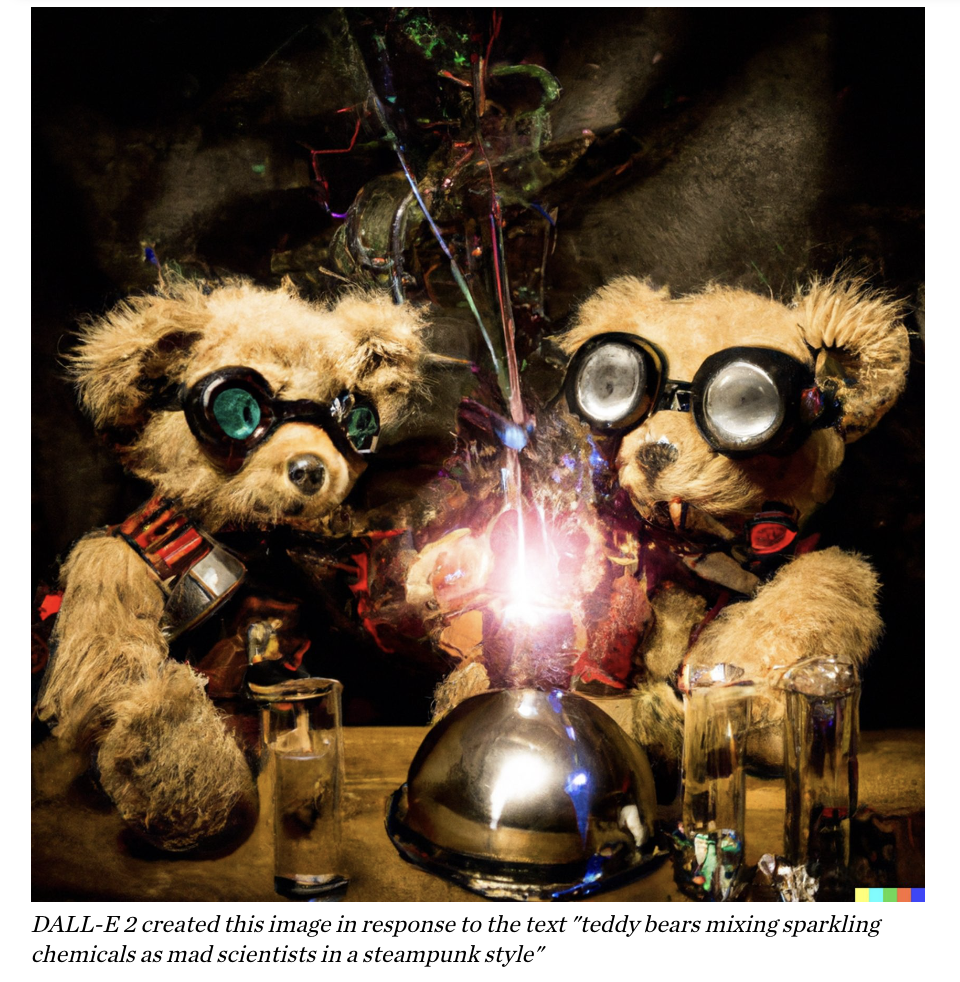 DALL-E 2 created this image in response to the text "teddy bears mixing sparkling
chemicals as mad scientists in a steampunk style"